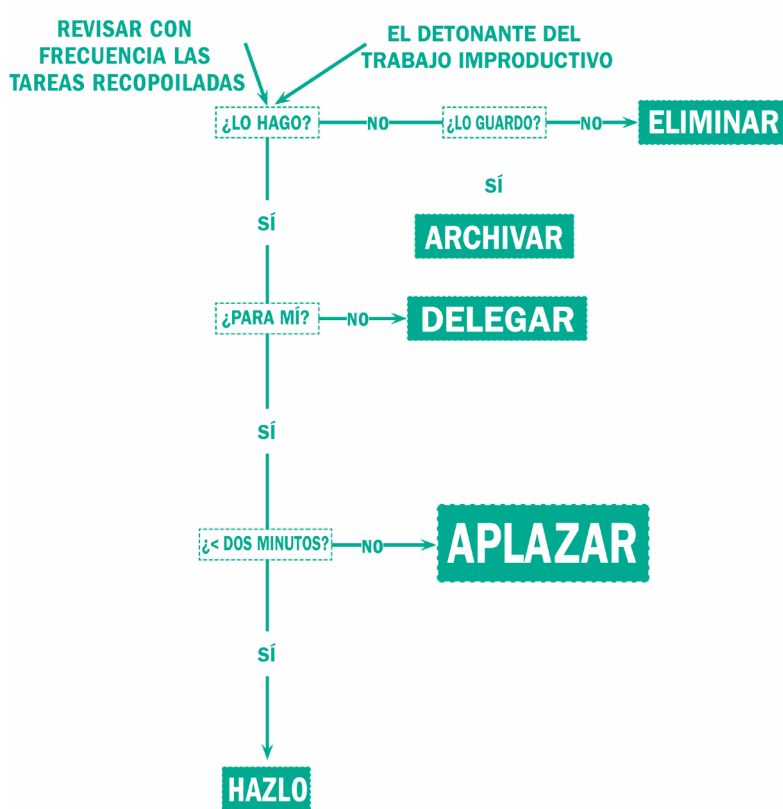 REVISAR CON
FRECUENCIA LAS
TAREAS RECOPOILADAS
EL DETONANTE DEL
TRABAJO IMPRODUCTIVO
¿LO HAGO?
NO
¿LO GUARDO?
NO
ELIMINAR
SÍ
ARCHIVAR
SÍ
¿PARA MÍ?
NO
DELEGAR
SÍ
¿< DOS MINUTOS?
NO
APLAZAR
SÍ
HAZLO